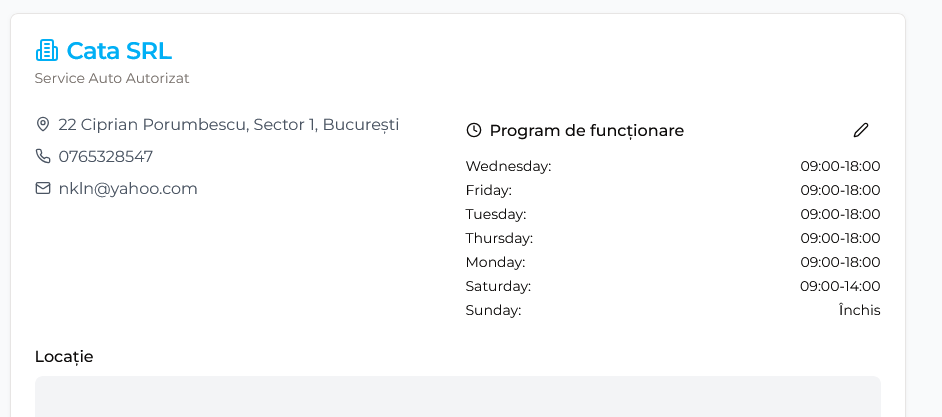 Cata SRL
Service Auto Autorizat
22 Ciprian Porumbescu, Sector 1, București
0765328547
nkln@yahoo.com
Program de funcționare
Wednesday: 09:00-18:00
Friday: 09:00-18:00
Tuesday: 09:00-18:00
Thursday: 09:00-18:00
Monday: 09:00-18:00
Saturday: 09:00-14:00
Sunday: Închis
Locație